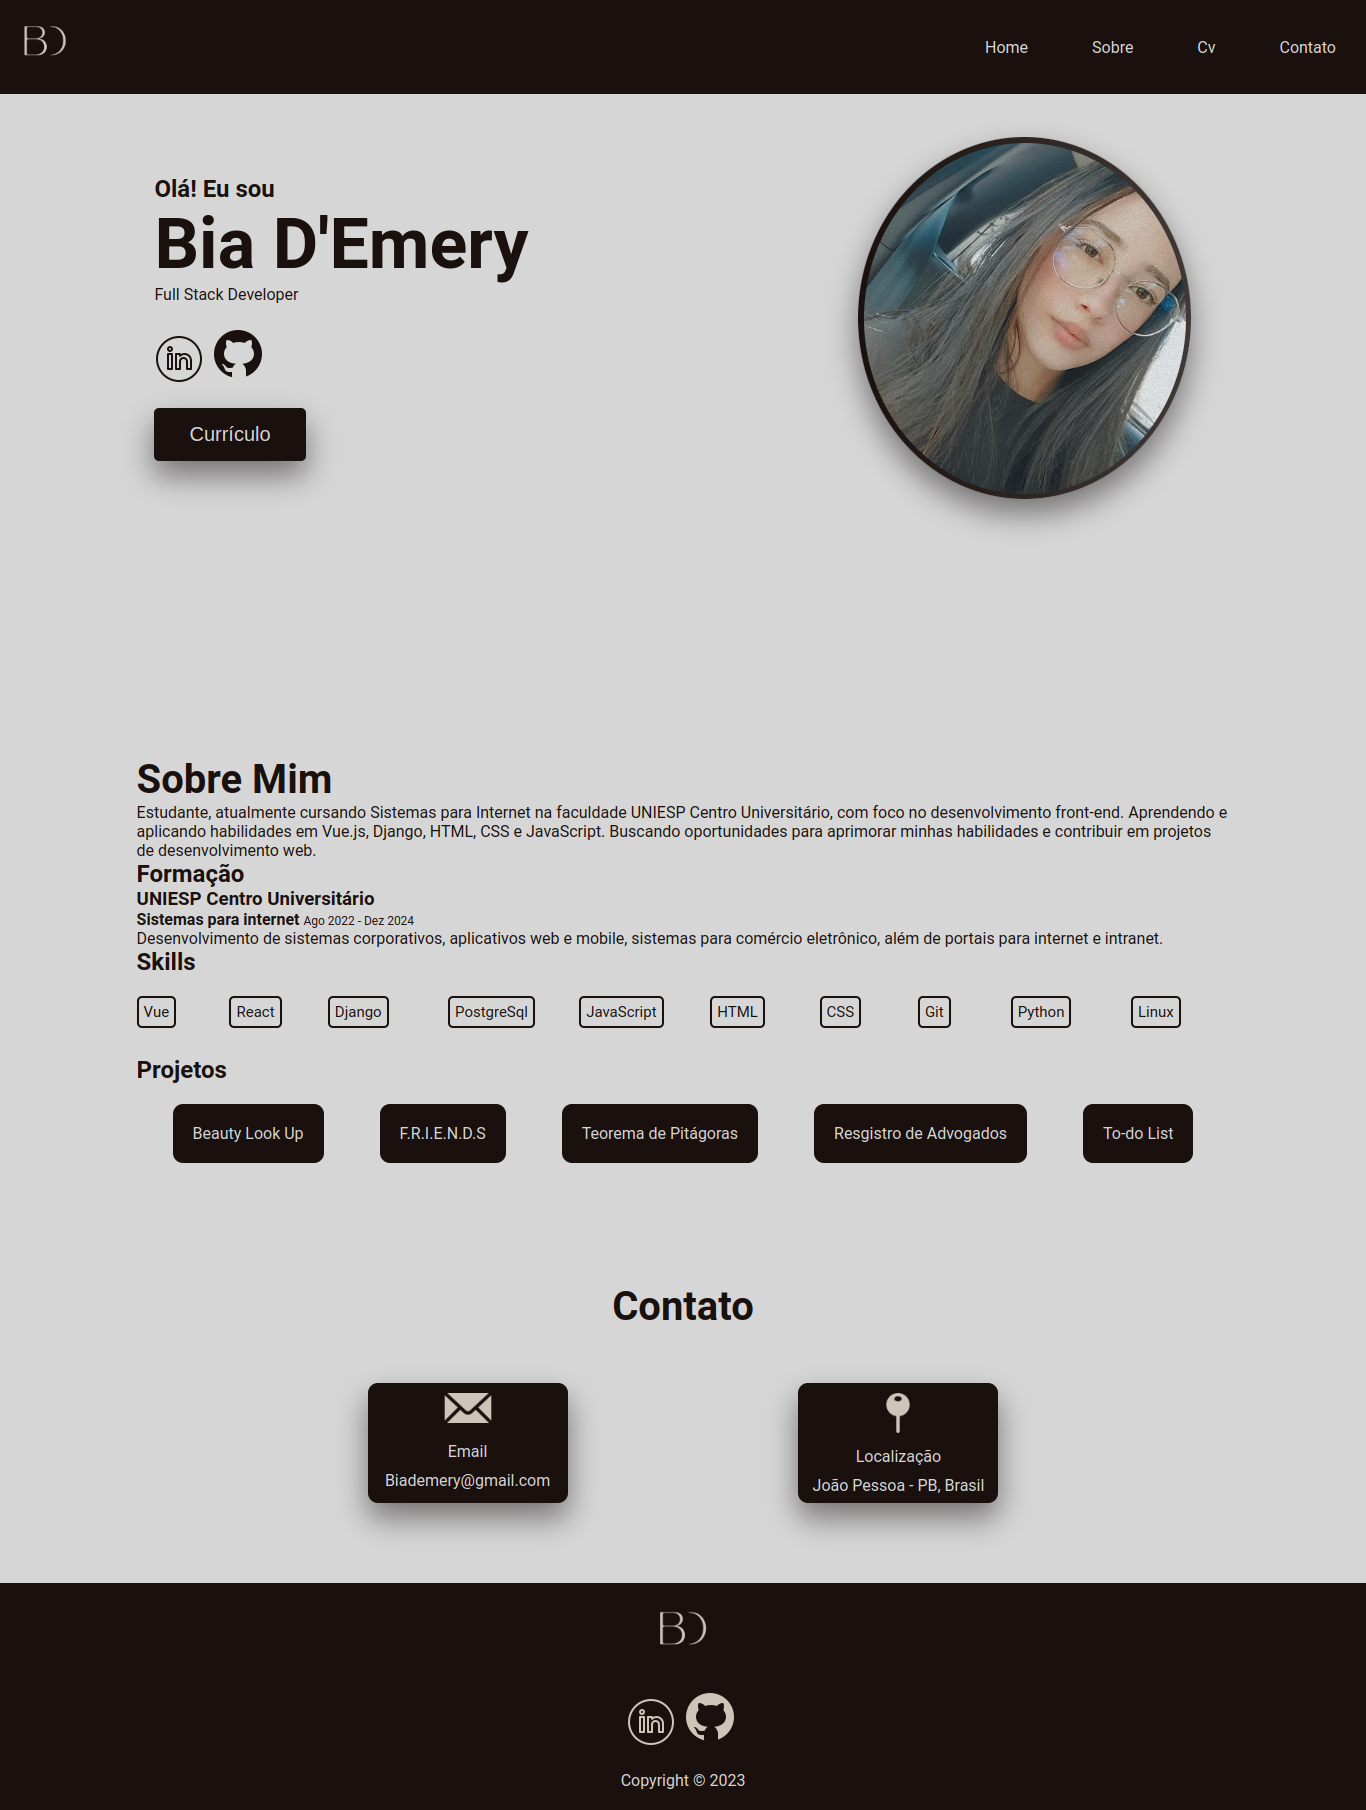 BD
Home Sobre Cv Contato
Olá! Eu sou
Bia D'Emery
Full Stack Developer
in
Currículo
Sobre Mim
Estudante, atualmente cursando Sistemas para Internet na faculdade UNIESP Centro Universitário, com foco no desenvolvimento front-end. Aprendendo e
aplicando habilidades em Vue.js, Django, HTML, CSS e JavaScript. Buscando oportunidades para aprimorar minhas habilidades e contribuir em projetos
de desenvolvimento web.
Formação
UNIESP Centro Universitário
Sistemas para internet Ago 2022 - Dez 2024
Desenvolvimento de sistemas corporativos, aplicativos web e mobile, sistemas para comércio eletrônico, além de portais para internet e intranet.
Skills
Vue React Django PostgreSql JavaScript HTML CSS Git Python Linux
Projetos
Beauty Look Up F.R.I.E.N.D.S Teorema de Pitágoras Resgistro de Advogados To-do List
Contato
Email
Biademery@gmail.com
Localização
João Pessoa - PB, Brasil
BD
in
Copyright © 2023